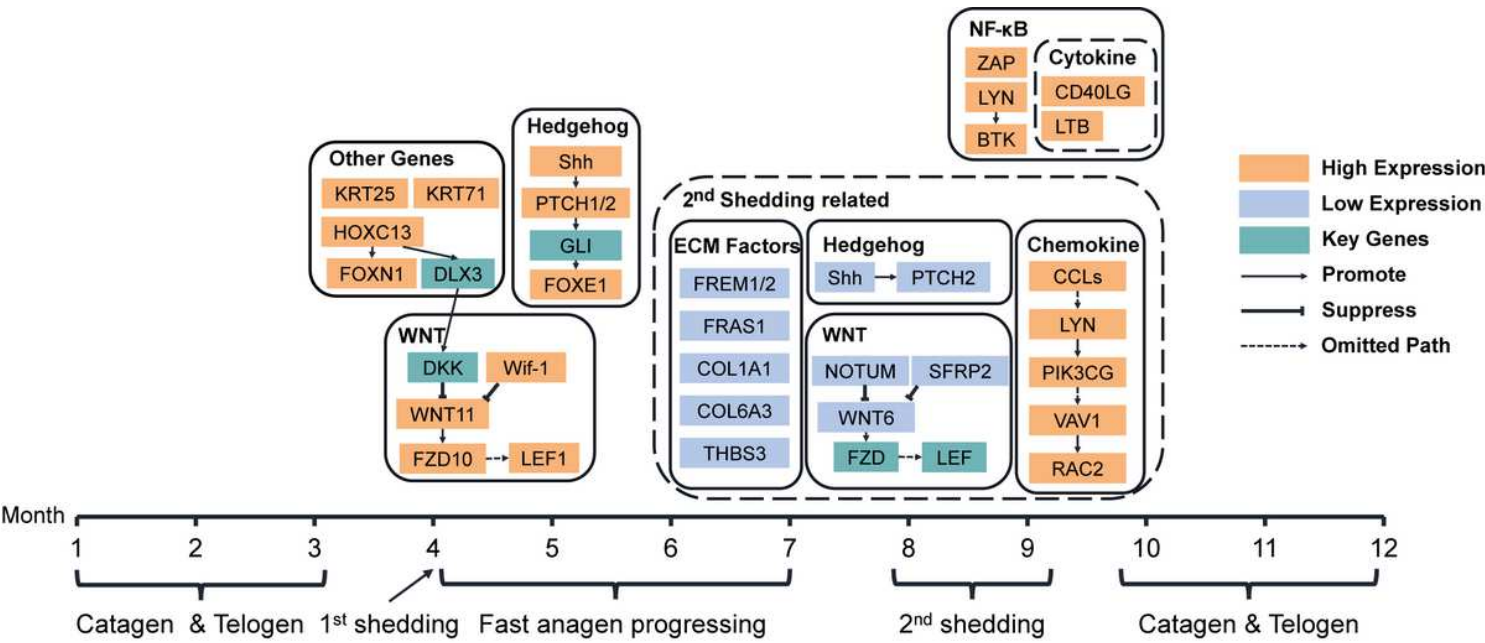 NF-κB
ZAP
LYN
BTK
Cytokine
CD40LG
LTB
Hedgehog
Shh
PTCH1/2
GLI
FOXE1
Other Genes
KRT25 KRT71
HOXC13
FOXN1 DLX3
WNT
DKK Wif-1
WNT11
FZD10 LEF1
2nd Shedding related
ECM Factors
FREM1/2
FRAS1
COL1A1
COL6A3
THBS3
Hedgehog
Shh PTCH2
WNT
NOTUM SFRP2
WNT6
FZD LEF
Chemokine
CCLs
LYN
PIK3CG
VAV1
RAC2
High Expression
Low Expression
Key Genes
Promote
Suppress
Omitted Path
Month
1 2 3 4 5 6 7 8 9 10 11 12
Catagen & Telogen 1st shedding Fast anagen progressing 2nd shedding Catagen & Telogen